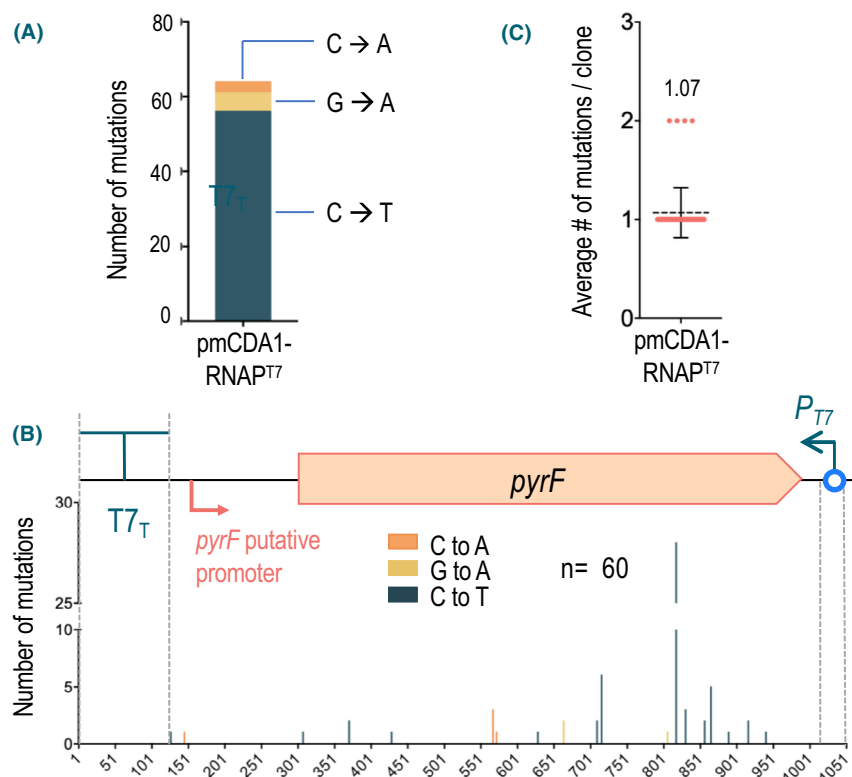 (A)
80
60
40
20
0
Number of mutations
C → A
G → A
C → T
T7T
pmCDA1-
RNAPT7
(C)
3
2
1
0
Average # of mutations / clone
1.07
pmCDA1-
RNAPT7
(B)
PT7
pyrF
T7T
pyrF putative
promoter
C to A
G to A
C to T
n= 60
30
25
10
5
0
Number of mutations
1 51 101 151 201 251 301 351 401 451 501 551 601 651 701 751 801 851 901 951 1001 1051